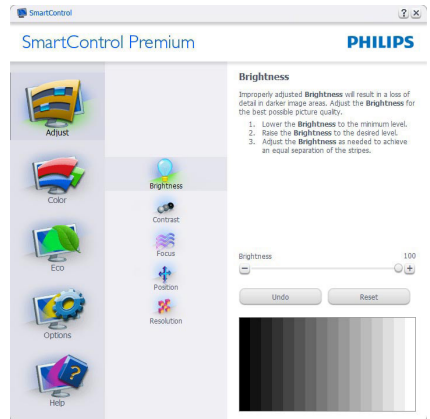 SmartControl
? ×
SmartControl Premium
PHILIPS
Adjust
Color
Eco
Options
Help
Brightness
Contrast
Focus
Position
Resolution
Brightness
Improperly adjusted Brightness will result in a loss of
detail in darker image areas. Adjust the Brightness for
the best possible picture quality.
1. Lower the Brightness to the minimum level.
2. Raise the Brightness to the desired level.
3. Adjust the Brightness as needed to achieve
an equal separation of the stripes.
Brightness 100
Undo Reset